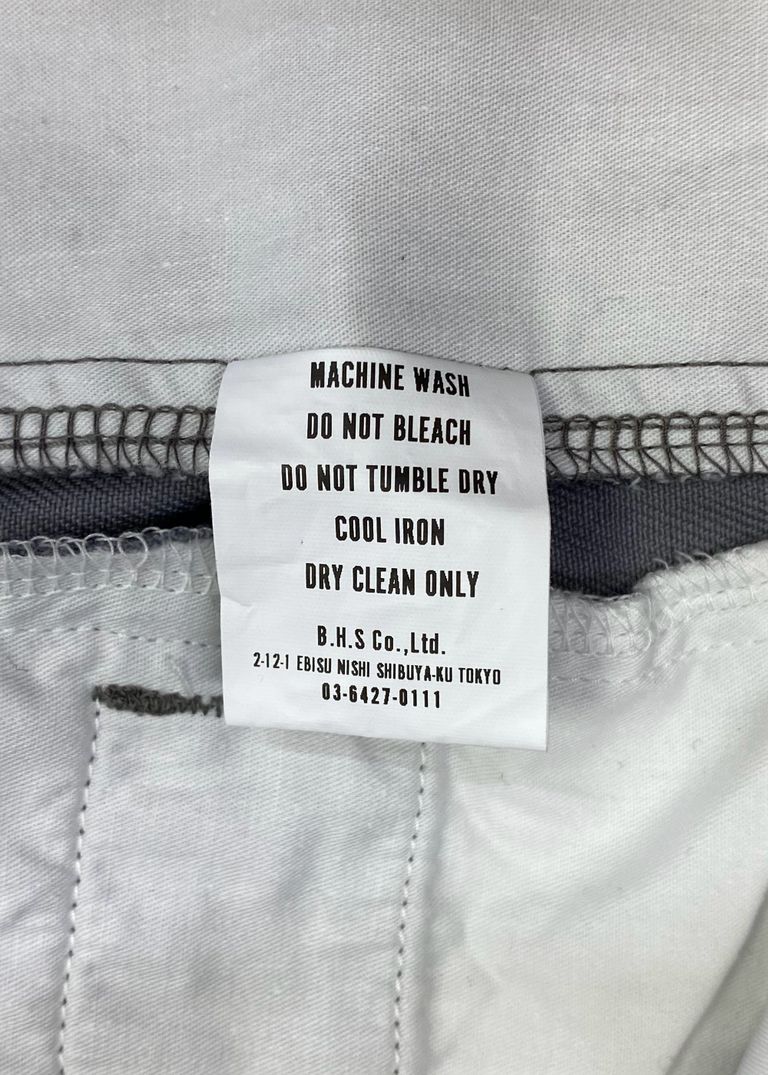 MACHINE WASH
DO NOT BLEACH
DO NOT TUMBLE DRY
COOL IRON
DRY CLEAN ONLY
B.H.S Co.,Ltd.
2-12-1 EBISU NISHI SHIBUYA-KU TOKYO
03-6427-0111